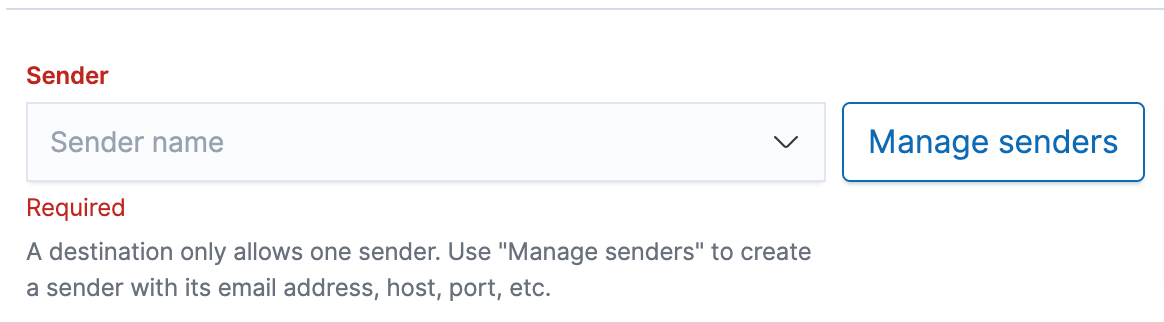 Sender
Sender name
Manage senders
Required
A destination only allows one sender. Use "Manage senders" to create
a sender with its email address, host, port, etc.